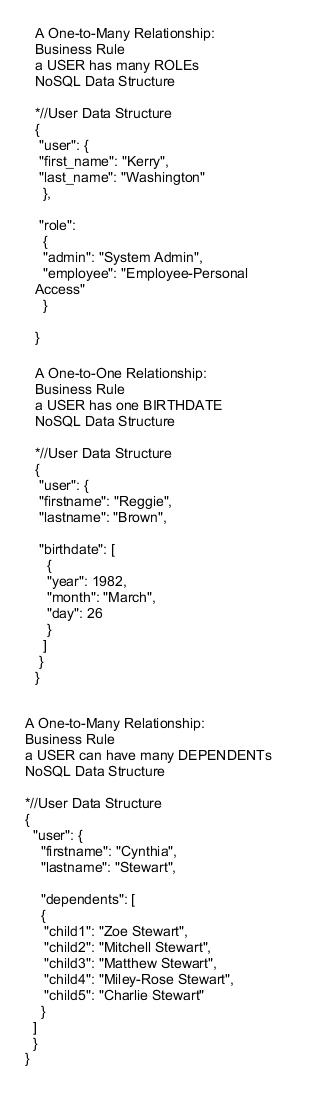 A One-to-Many Relationship:
Business Rule
a USER has many ROLEs
NoSQL Data Structure
*//User Data Structure
{
"user": {
"first_name": "Kerry",
"last_name": "Washington"
},
"role":
{
"admin": "System Admin",
"employee": "Employee-Personal
Access"
}
}
A One-to-One Relationship:
Business Rule
a USER has one BIRTHDATE
NoSQL Data Structure
*//User Data Structure
{
"user": {
"firstname": "Reggie",
"lastname": "Brown",
"birthdate": [
{
"year": 1982,
"month": "March",
"day": 26
}
]
}
}
A One-to-Many Relationship:
Business Rule
a USER can have many DEPENDENTs
NoSQL Data Structure
*//User Data Structure
{
"user": {
"firstname": "Cynthia",
"lastname": "Stewart",
"dependents": [
{
"child1": "Zoe Stewart",
"child2": "Mitchell Stewart",
"child3": "Matthew Stewart",
"child4": "Miley-Rose Stewart",
"child5": "Charlie Stewart"
}
]
}
}